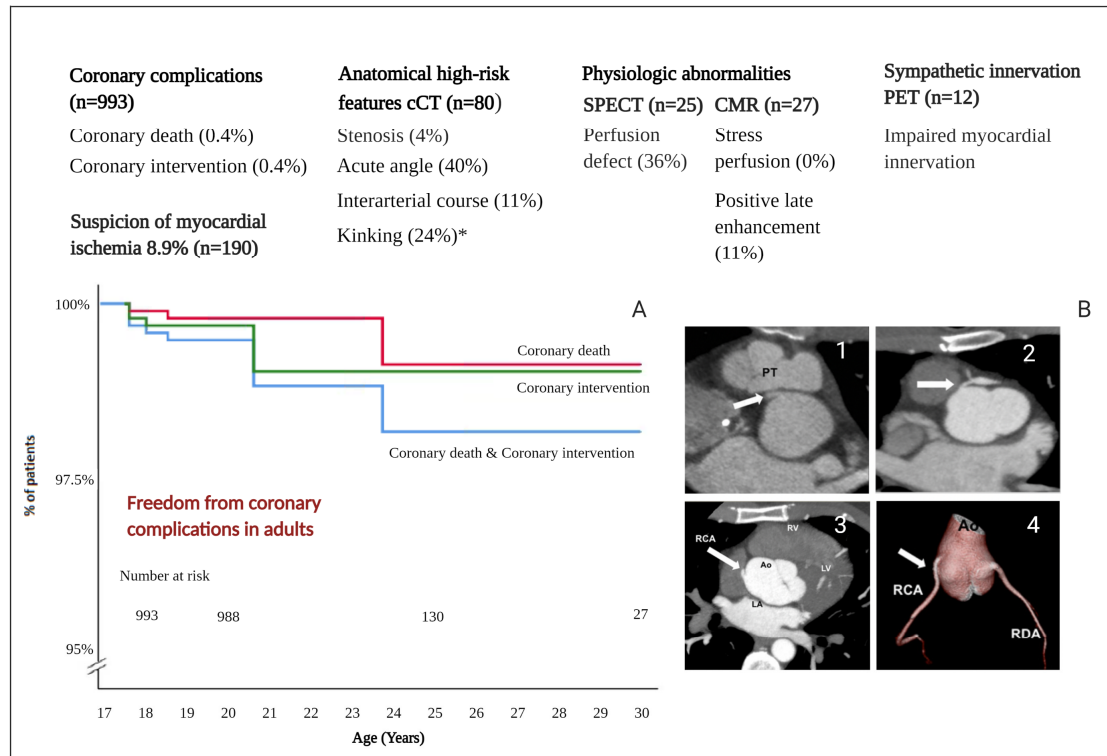 Coronary complications
(n=993)
Coronary death (0.4%)
Coronary intervention (0.4%)
Suspicion of myocardial
ischemia 8.9% (n=190)
Anatomical high-risk
features cCT (n=80)
Stenosis (4%)
Acute angle (40%)
Interarterial course (11%)
Kinking (24%)*
Physiologic abnormalities
SPECT (n=25)
Perfusion
defect (36%)
CMR (n=27)
Stress
perfusion (0%)
Positive late
enhancement
(11%)
Sympathetic innervation
PET (n=12)
Impaired myocardial
innervation
A
100%
97.5%
95%
% of patients
Coronary death
Coronary intervention
Coronary death & Coronary intervention
Freedom from coronary
complications in adults
Number at risk
993 988 130 27
17 18 19 20 21 22 23 24 25 26 27 28 29 30
Age (Years)
B
1
PT
2
3
RV
RCA
Ao
LV
LA
4
Ao
RCA
RDA